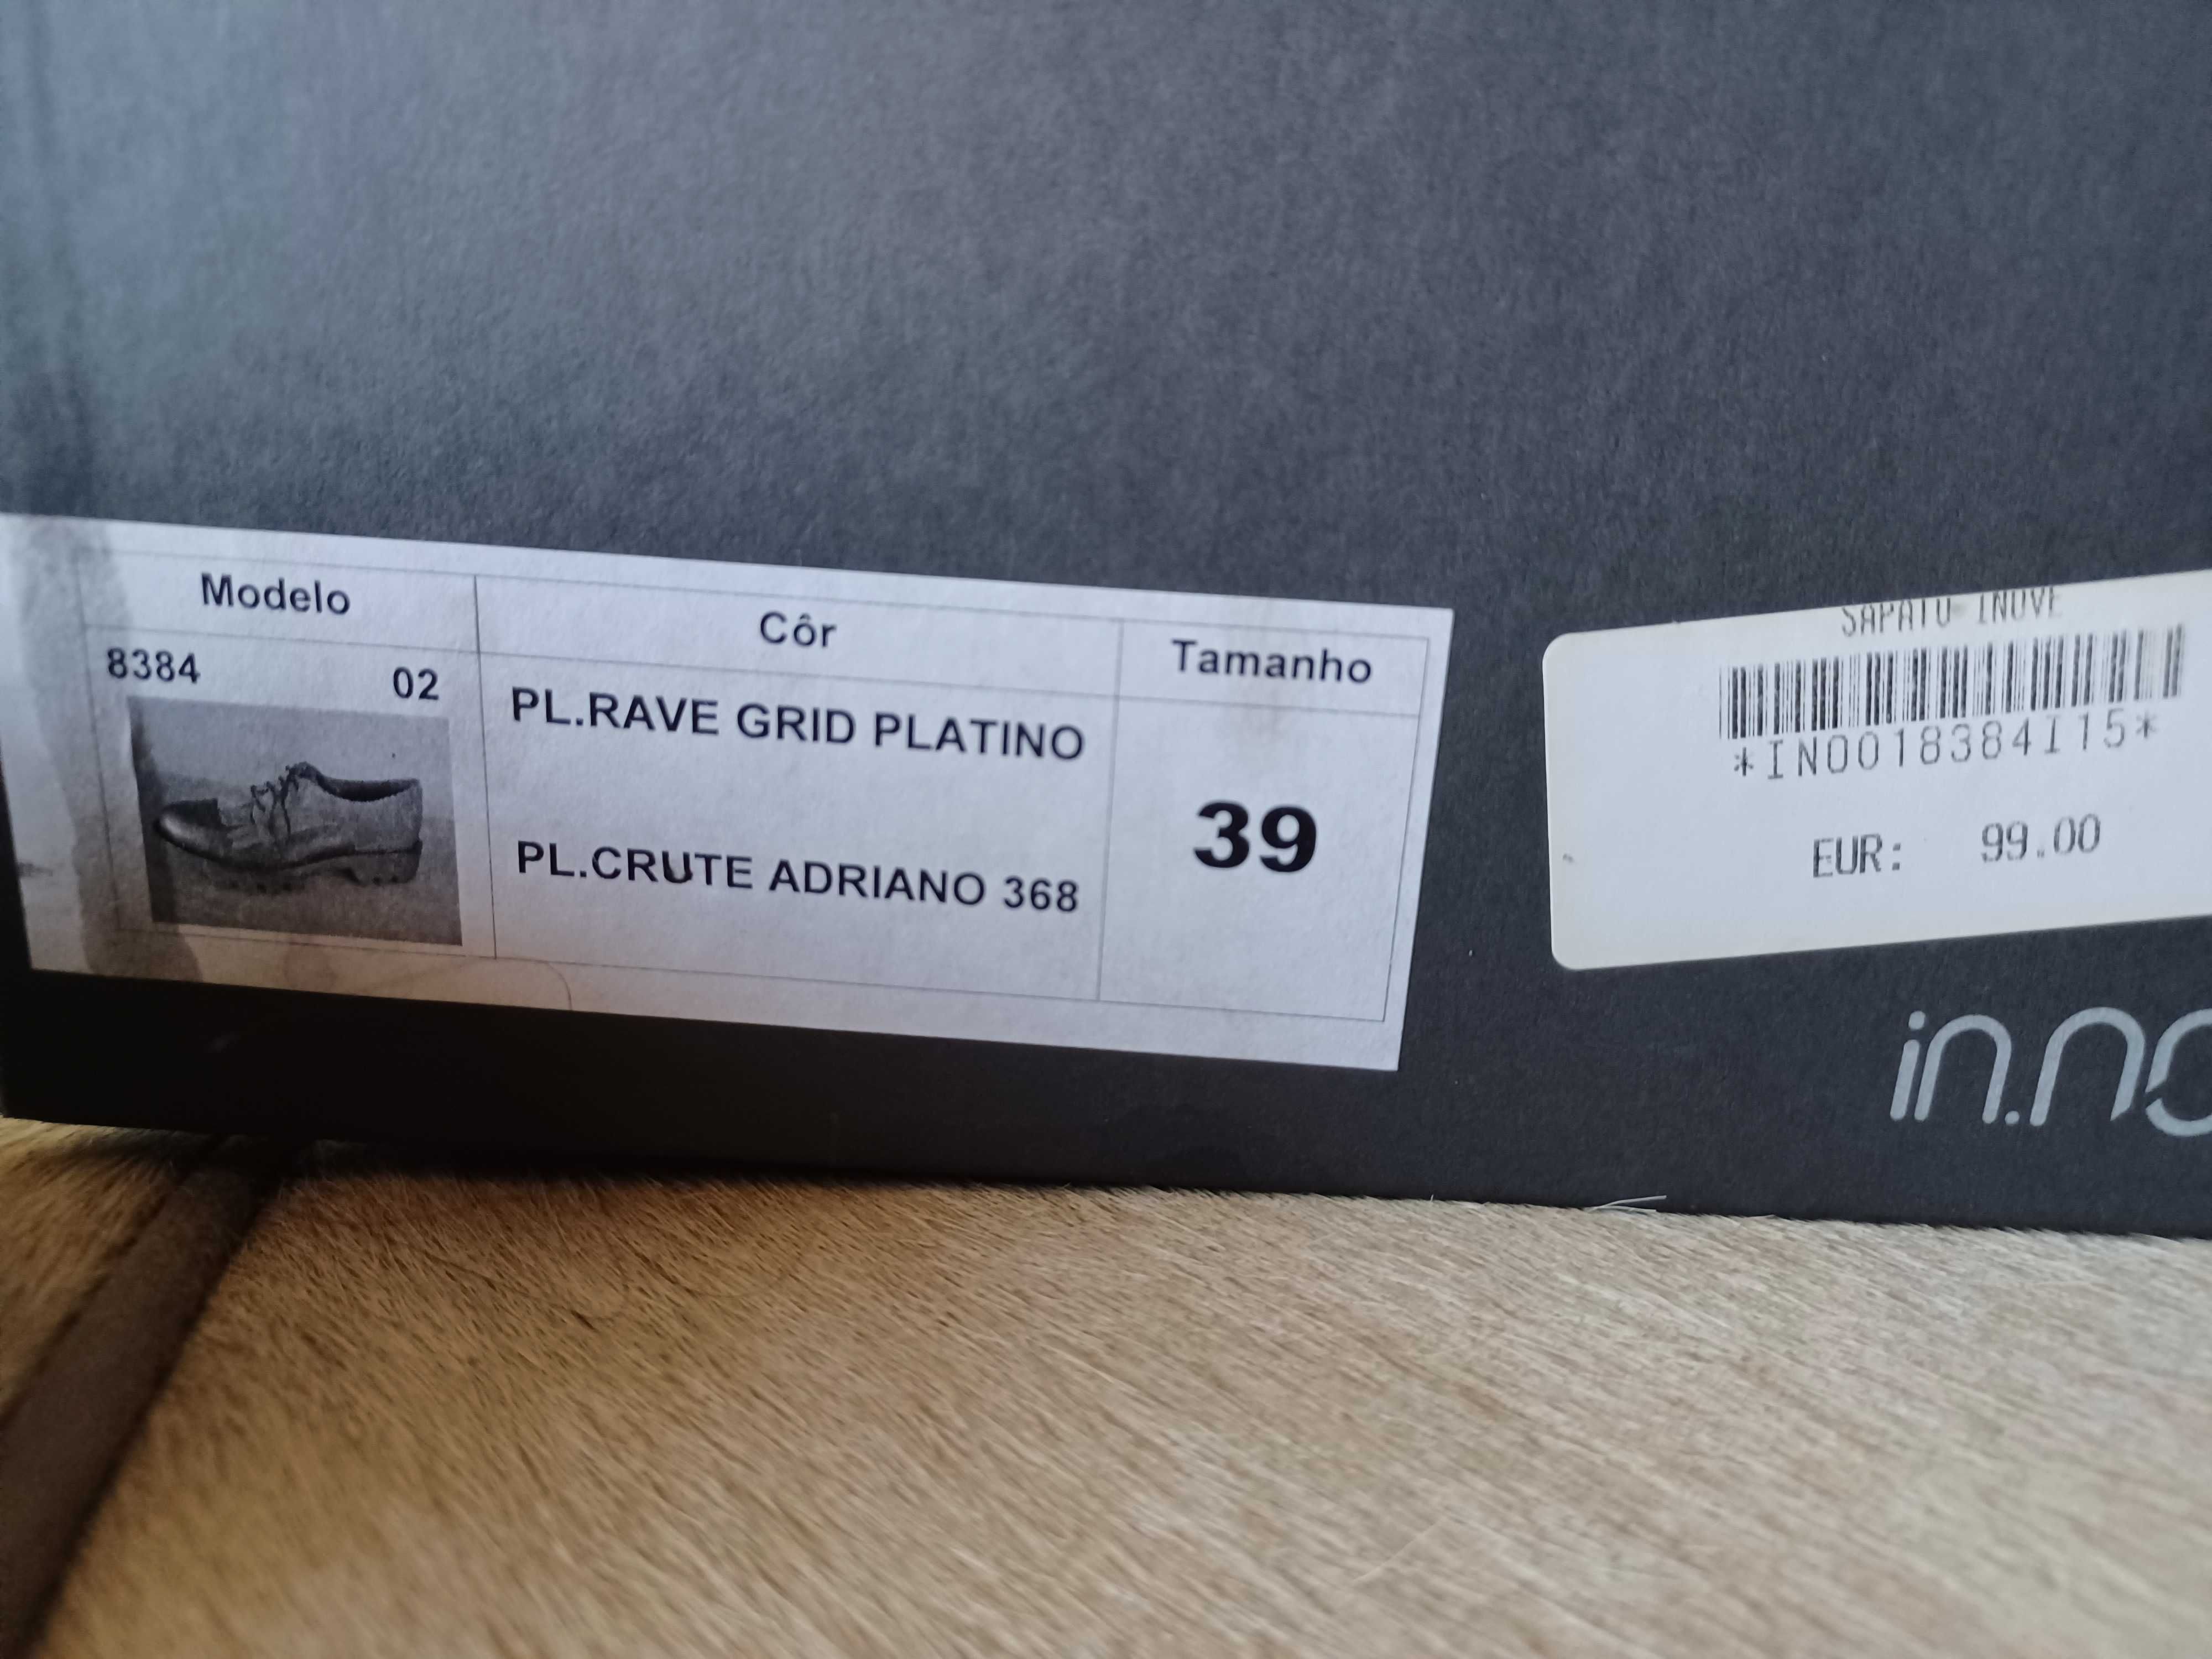 Modelo
Côr
Tamanho
8384 02
PL.RAVE GRID PLATINO
PL.CRUTE ADRIANO 368
39
SAPATO INOVE
*IN0018384I15*
EUR: 99.00
in.no